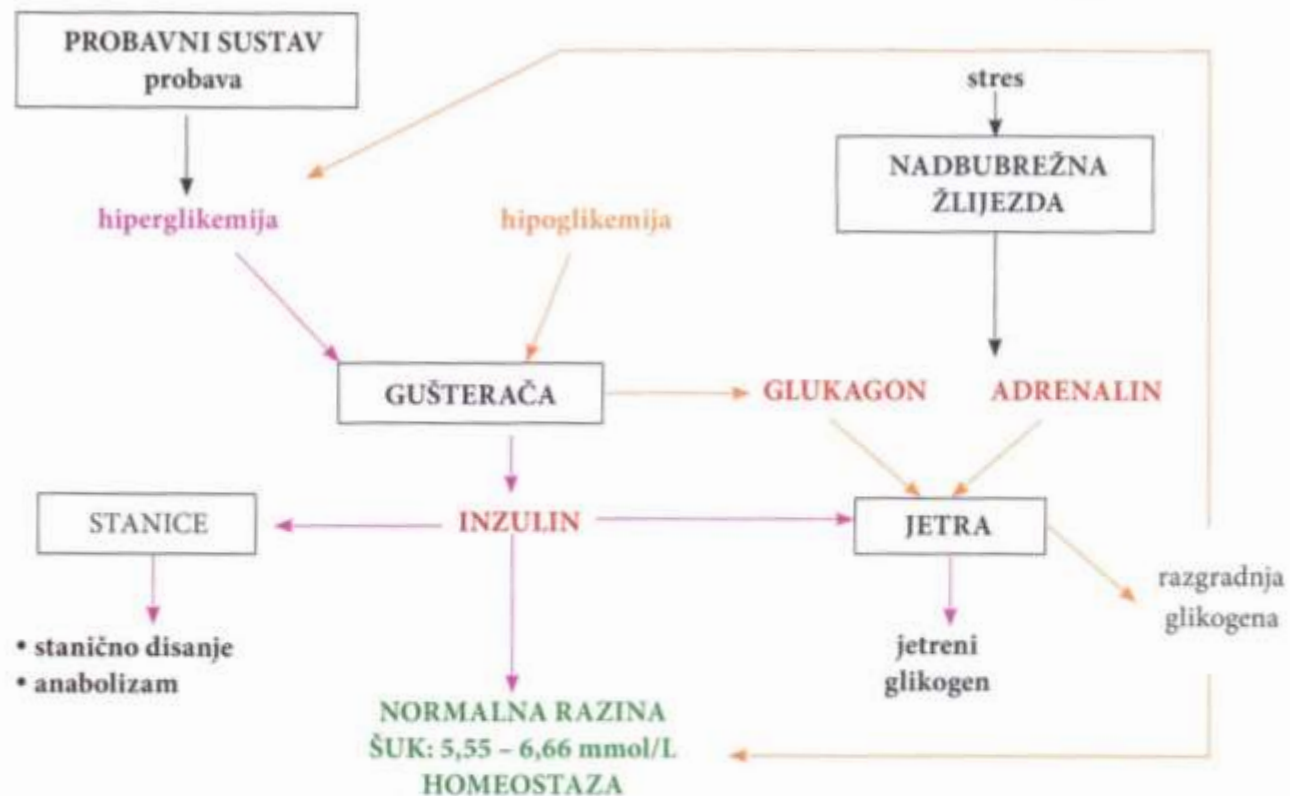 PROBAVNI SUSTAV
probava
stres
NADBUBREŽNA
ŽLIJEZDA
hiperglikemija
hipoglikemija
GUŠTERAČA
GLUKAGON
ADRENALIN
STANICE
INZULIN
JETRA
razgradnja
glikogena
• stanično disanje
• anabolizam
jetreni
glikogen
NORMALNA RAZINA
ŠUK: 5,55 – 6,66 mmol/L
HOMEOSTAZA